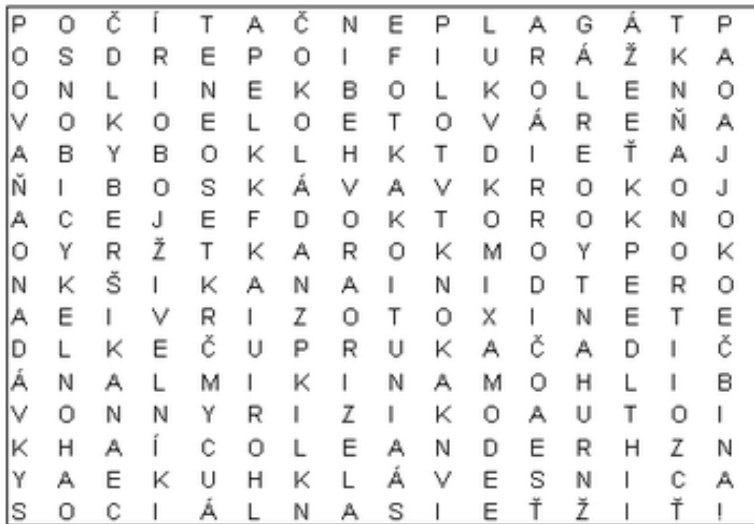 P O Č Í T A Č N E P L A G Á T P
O S D R E P O I F I U R Á Ž K A
O N L I N E K B O L K O L E N O
V O K O E L O E T O V Á R E Ň A
A B Y B O K L H K T D I E Ť A J
Ň I B O S K Á V A V K R O K O J
A C E J E F D O K T O R O K N O
O Y R Ž T K A R O K M O Y P O K
N K Š I K A N A I N I D T E R O
A E I V R I Z O T O X I N E T E
D L K E Č U P R U K A Č A D I Č
Á N A L M I K I N A M O H L I B
V O N N Y R I Z I K O A U T O I
K H A Í C O L E A N D E R H Z N
Y A E K U H K L Á V E S N I C A
S O C I Á L N A S I E Ť Ž I Ť !